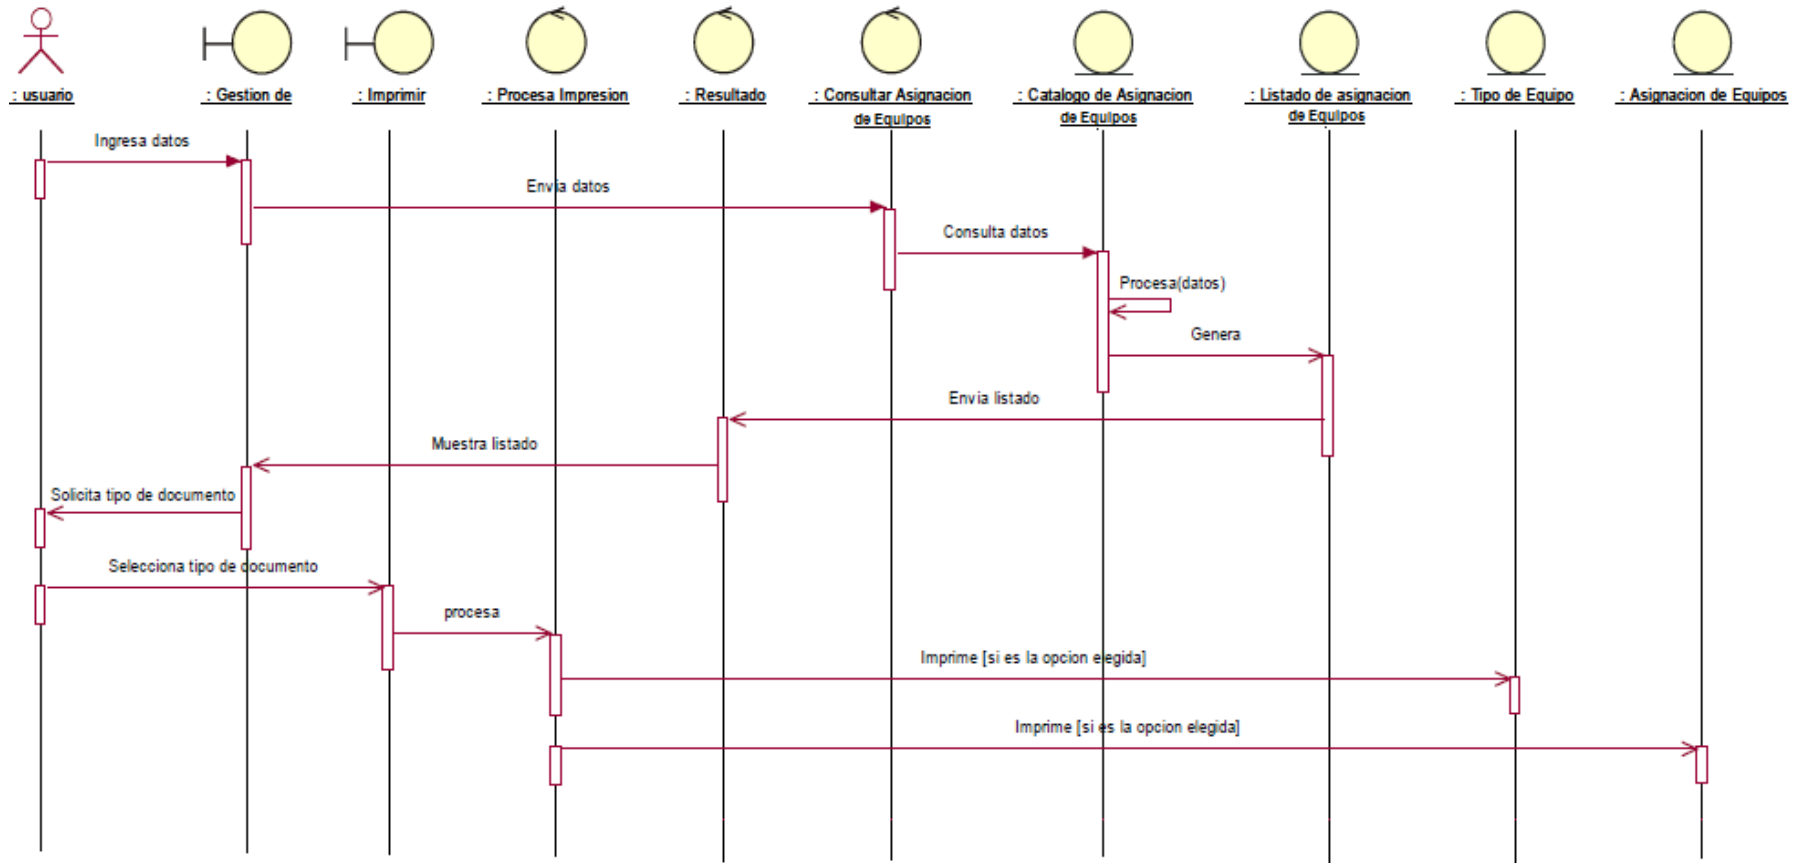 : usuario
: Gestion de
: Imprimir
: Procesa Impresion
: Resultado
: Consultar Asignacion
de Equipos
: Catalogo de Asignacion
de Equipos
: Listado de asignacion
de Equipos
: Tipo de Equipo
: Asignacion de Equipos
Ingresa datos
Envia datos
Consulta datos
Procesa(datos)
Genera
Envia listado
Muestra listado
Solicita tipo de documento
Selecciona tipo de documento
procesa
Imprime [si es la opcion elegida]
Imprime [si es la opcion elegida]